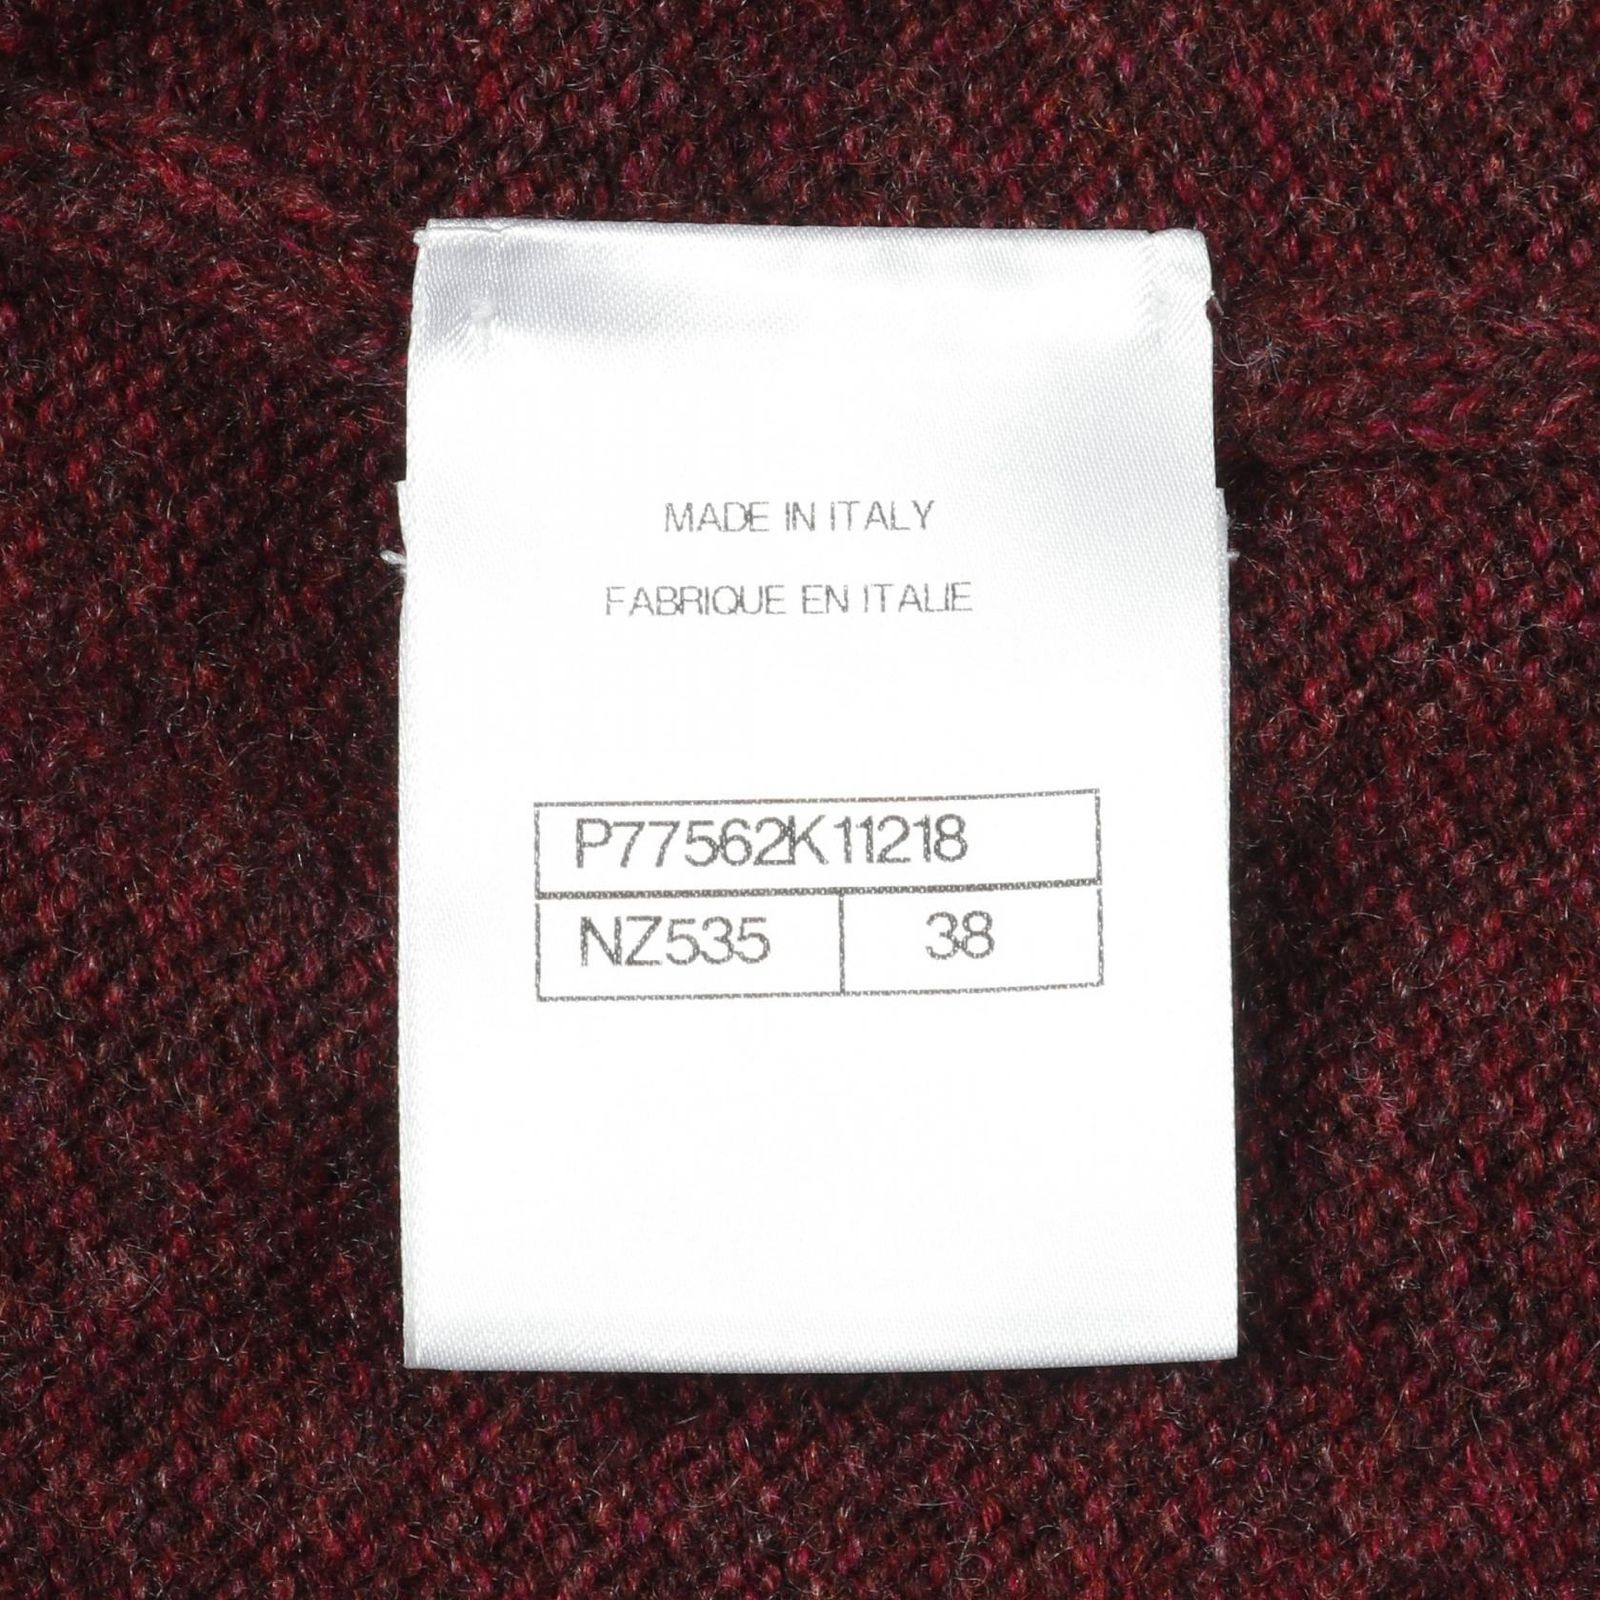 MADE IN ITALY
FABRIQUE EN ITALIE
P77562K11218
NZ535 38